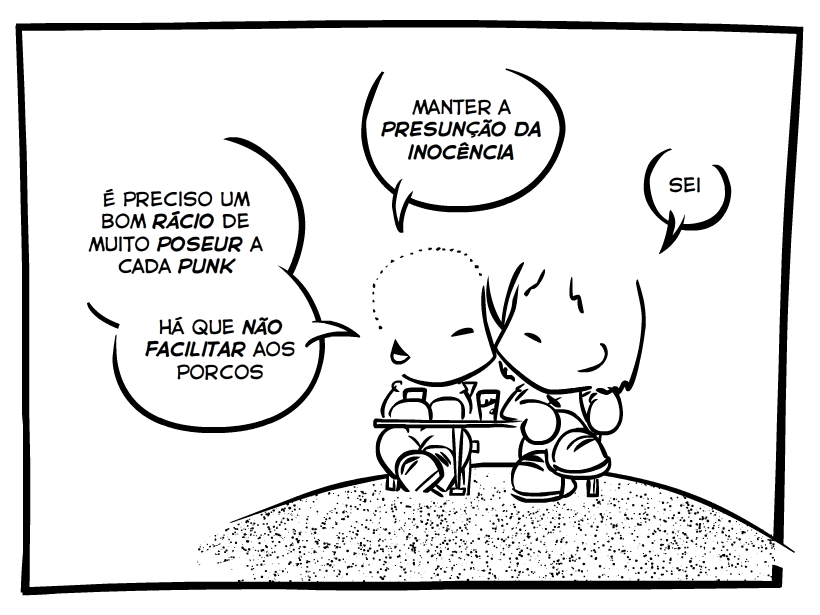 É PRECISO UM
BOM RÁCIO DE
MUITO POSEUR A
CADA PUNK
HÁ QUE NÃO
FACILITAR AOS
PORCOS
MANTER A
PRESUNÇÃO DA
INOCÊNCIA
SEI